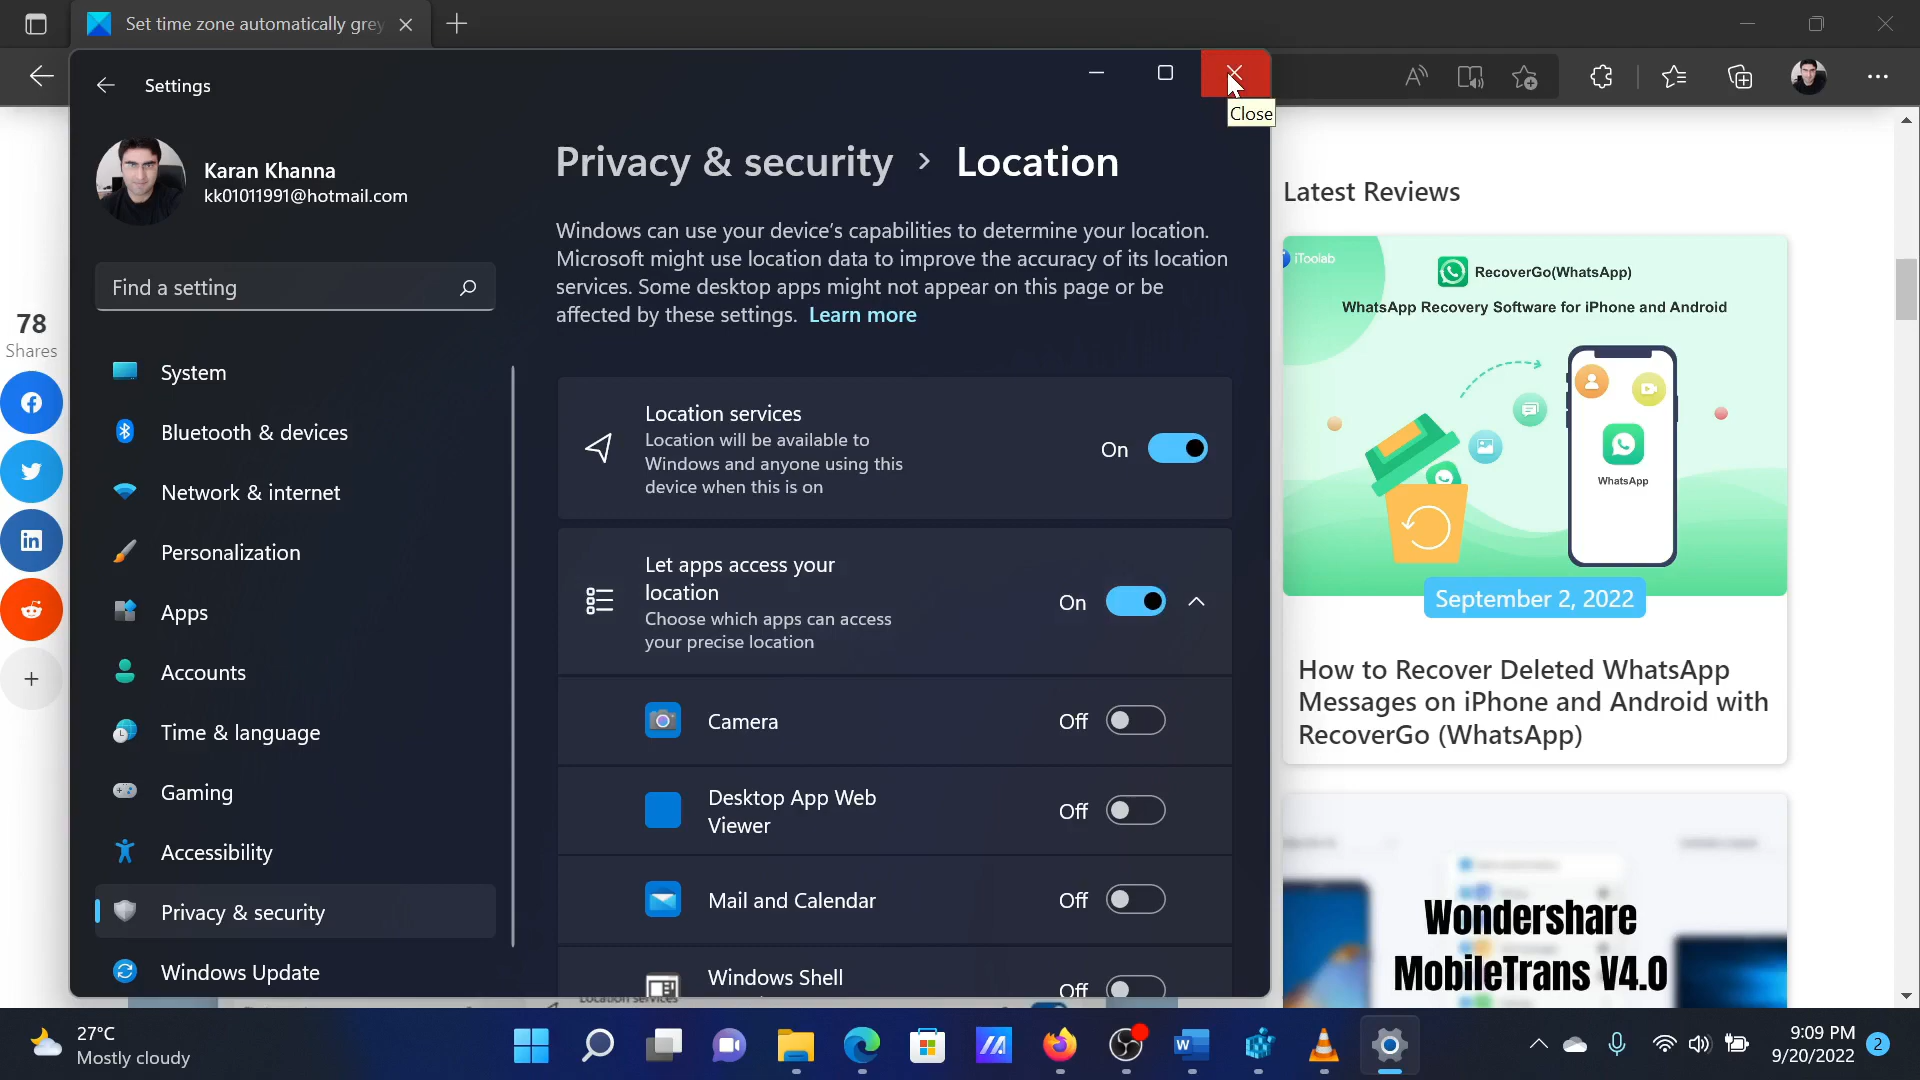 Set time zone automatically grey
Settings
Close
Karan Khanna
kk01011991@hotmail.com
Find a setting
System
Bluetooth & devices
Network & internet
Personalization
Apps
Accounts
Time & language
Gaming
Accessibility
Privacy & security
Windows Update
Privacy & security > Location
Windows can use your device's capabilities to determine your location.
Microsoft might use location data to improve the accuracy of its location
services. Some desktop apps might not appear on this page or be
affected by these settings. Learn more
Location services
Location will be available to
Windows and anyone using this
device when this is on
On
Let apps access your
location
Choose which apps can access
your precise location
On
Camera
Off
Desktop App Web
Viewer
Off
Mail and Calendar
Off
Windows Shell
Off
78
Shares
Latest Reviews
iToolab
RecoverGo(WhatsApp)
WhatsApp Recovery Software for iPhone and Android
WhatsApp
September 2, 2022
How to Recover Deleted WhatsApp
Messages on iPhone and Android with
RecoverGo (WhatsApp)
Wondershare
MobileTrans V4.0
Location services
27°C
Mostly cloudy
9:09 PM
9/20/2022
2